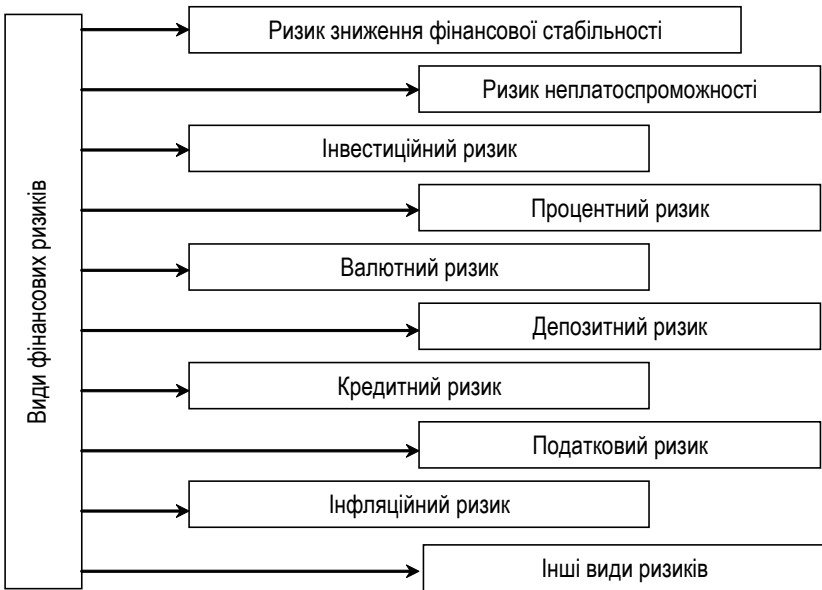 Види фінансових ризиків
Ризик зниження фінансової стабільності
Ризик неплатоспроможності
Інвестиційний ризик
Процентний ризик
Валютний ризик
Депозитний ризик
Кредитний ризик
Податковий ризик
Інфляційний ризик
Інші види ризиків